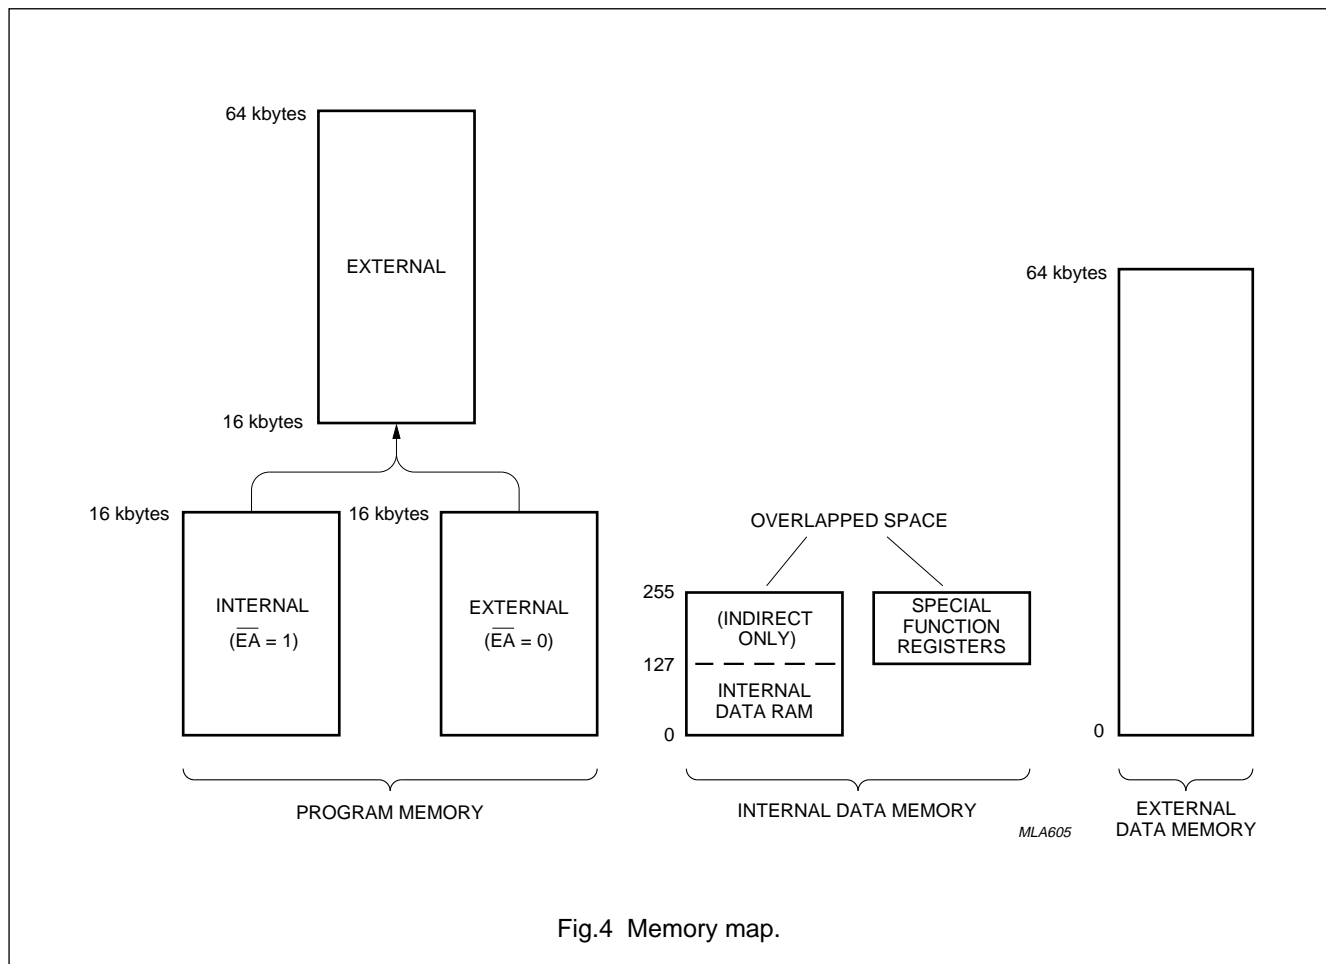 64 kbytes
EXTERNAL
64 kbytes
16 kbytes
16 kbytes
16 kbytes
OVERLAPPED SPACE
INTERNAL
(E̅A̅ = 1)
EXTERNAL
(E̅A̅ = 0)
255
(INDIRECT
ONLY)
127
INTERNAL
DATA RAM
0
SPECIAL
FUNCTION
REGISTERS
0
PROGRAM MEMORY
INTERNAL DATA MEMORY
MLA605
EXTERNAL
DATA MEMORY
Fig.4 Memory map.